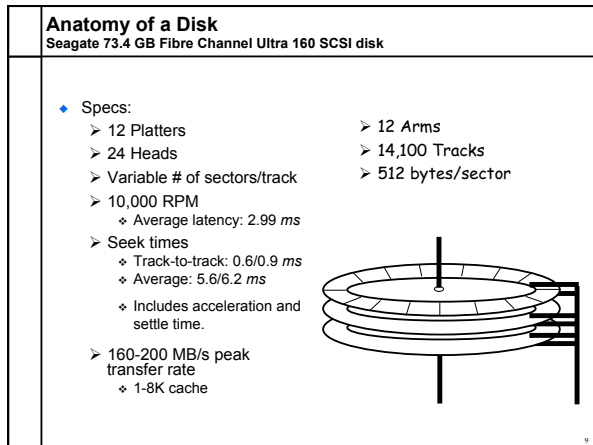 Anatomy of a Disk
Seagate 73.4 GB Fibre Channel Ultra 160 SCSI disk
◆ Specs:
➢ 12 Platters
➢ 24 Heads
➢ Variable # of sectors/track
➢ 10,000 RPM
❖ Average latency: 2.99 ms
➢ Seek times
❖ Track-to-track: 0.6/0.9 ms
❖ Average: 5.6/6.2 ms
❖ Includes acceleration and
settle time.
➢ 160-200 MB/s peak
transfer rate
❖ 1-8K cache
➢ 12 Arms
➢ 14,100 Tracks
➢ 512 bytes/sector
9